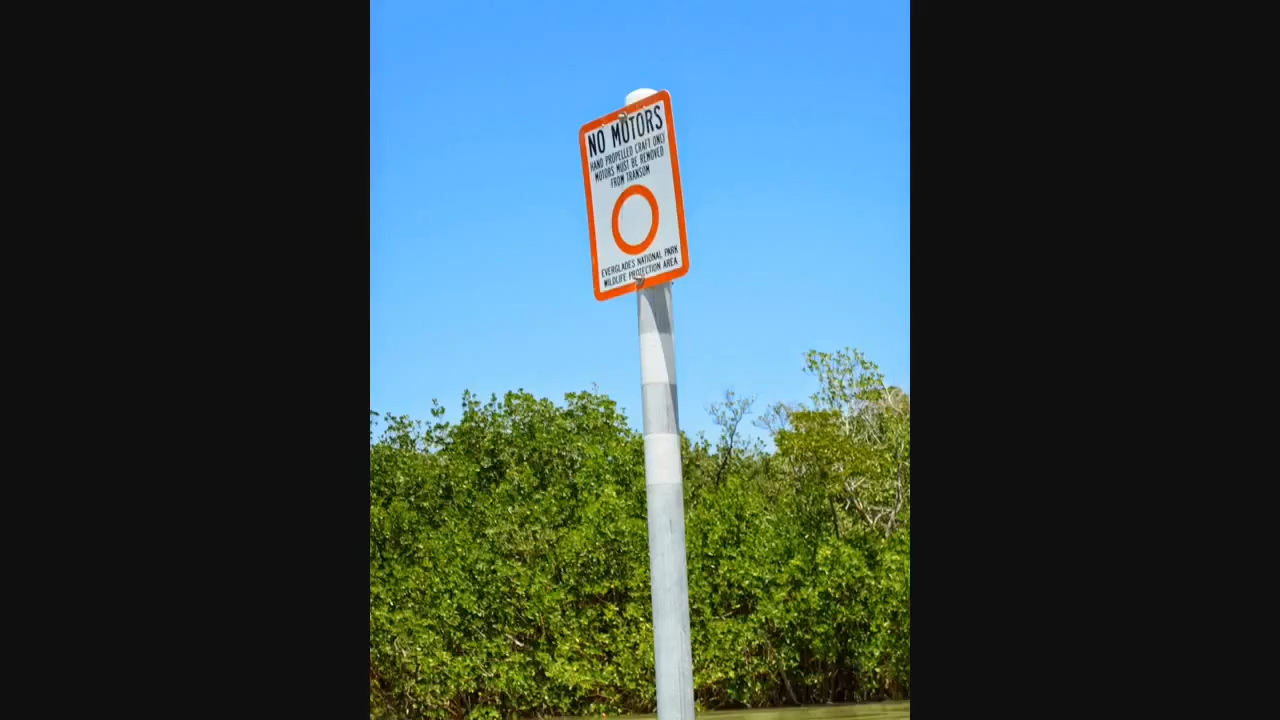 NO MOTORS
HAND PROPELLED CRAFT ONLY
MOTORS MUST BE REMOVED
FROM TRANSOM
EVERGLADES NATIONAL PARK
WILDLIFE PROTECTION AREA